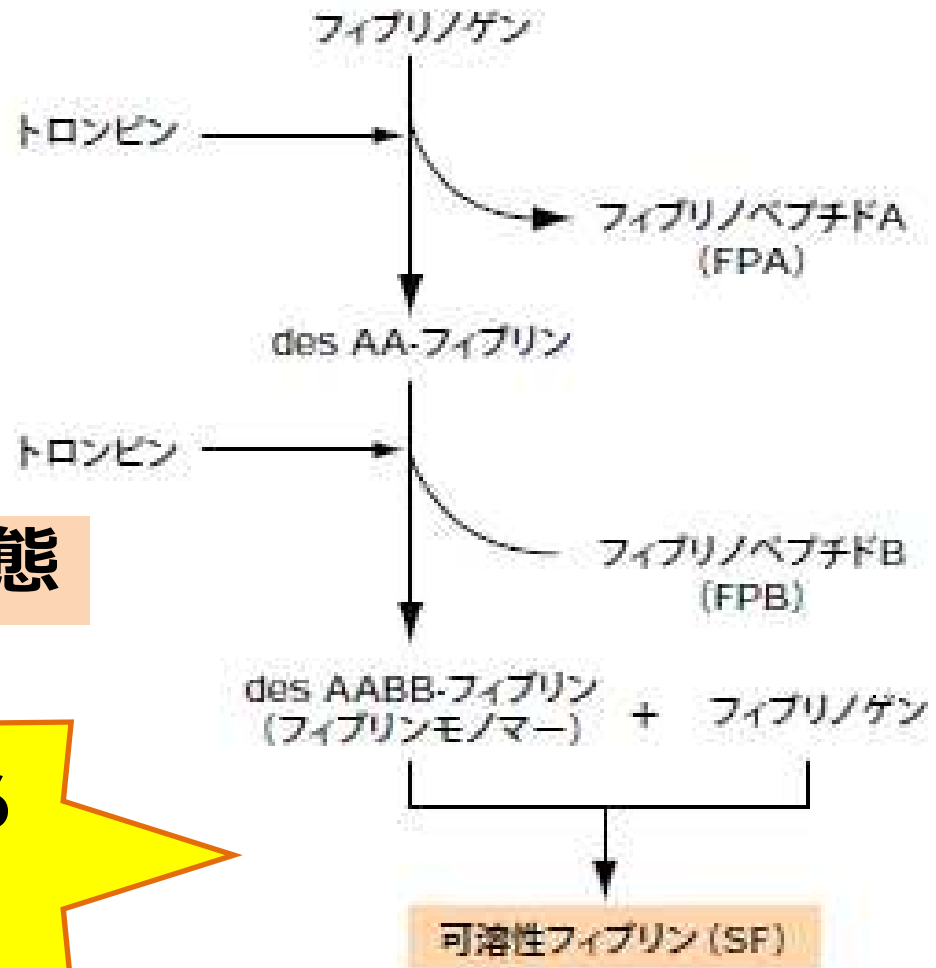 フィブリノゲン
トロンビン
フィブリノペプチドA
(FPA)
des AA-フィブリン
トロンビン
態
フィブリノペプチドB
(FPB)
des AABB-フィブリン
(フィブリンモノマー)
+
フィブリノゲン
可溶性フィブリン(SF)